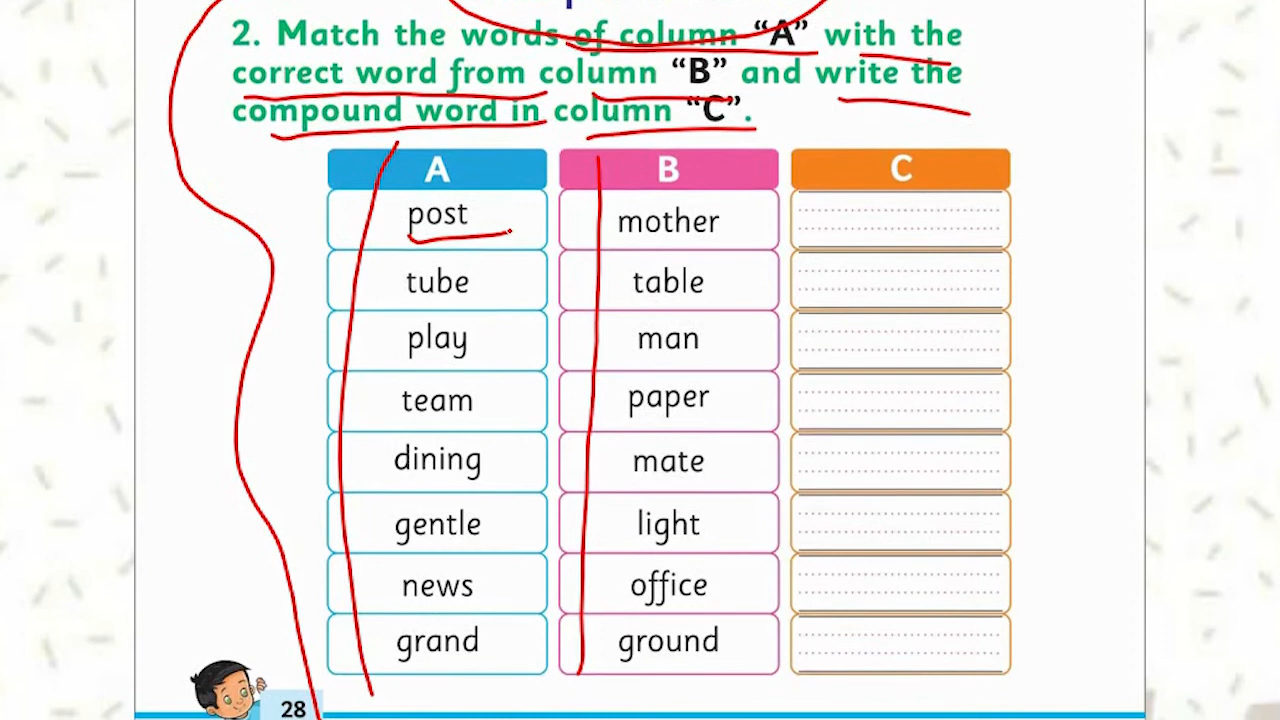 2. Match the words of column “A” with the
correct word from column “B” and write the
compound word in column “C”.
A B C
post mother
tube table
play man
team paper
dining mate
gentle light
news office
grand ground
28